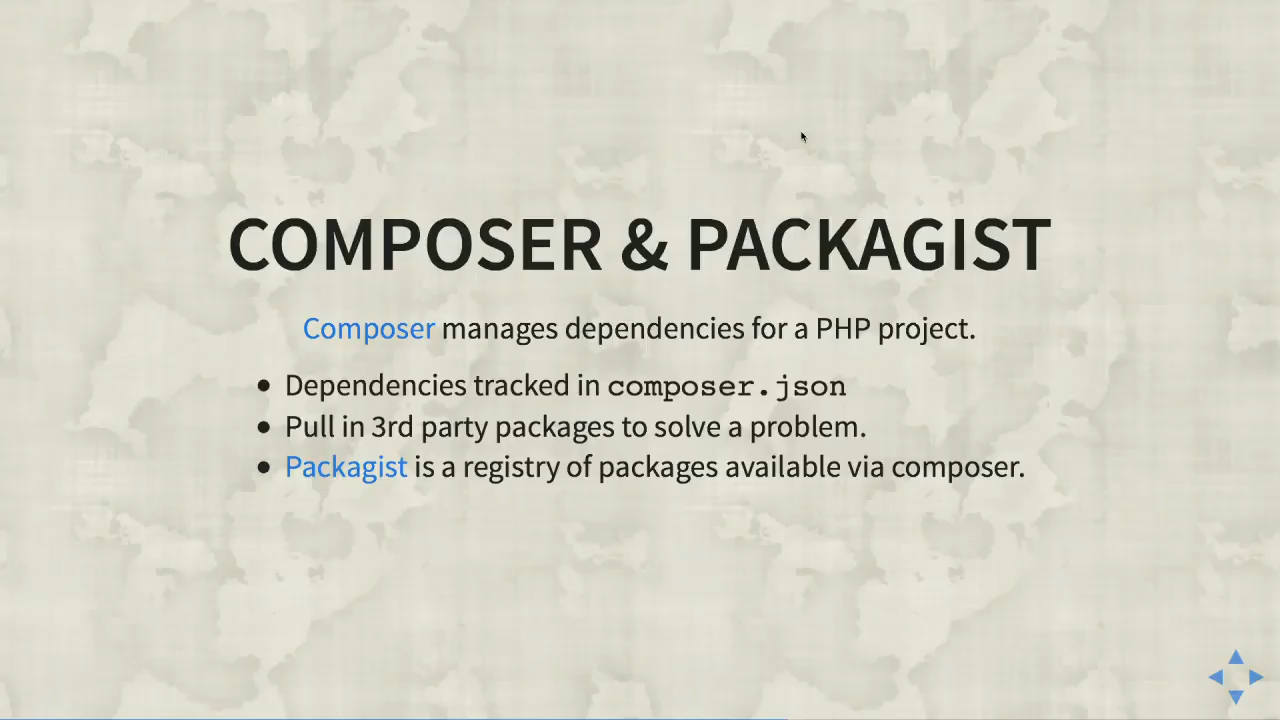 COMPOSER & PACKAGIST
Composer manages dependencies for a PHP project.
Dependencies tracked in composer.json
Pull in 3rd party packages to solve a problem.
Packagist is a registry of packages available via composer.